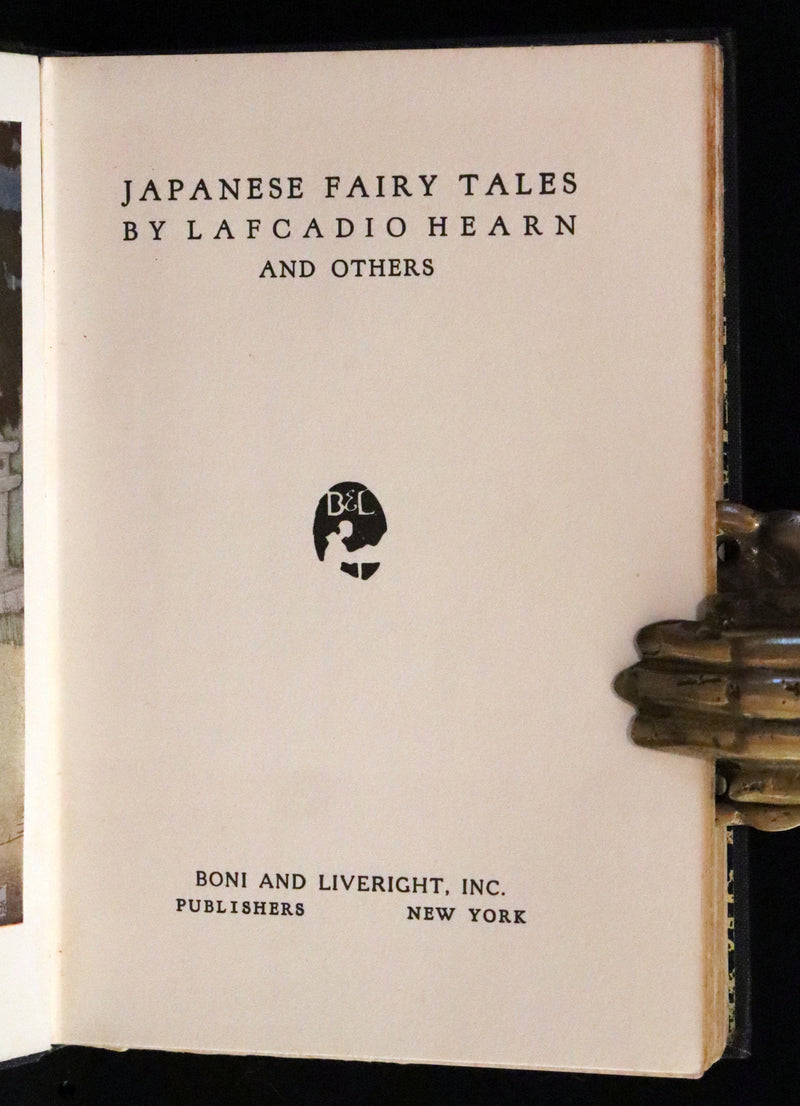 JAPANESE FAIRY TALES
BY LAFCADIO HEARN
AND OTHERS
B&L
BONI AND LIVERIGHT, INC.
PUBLISHERS NEW YORK